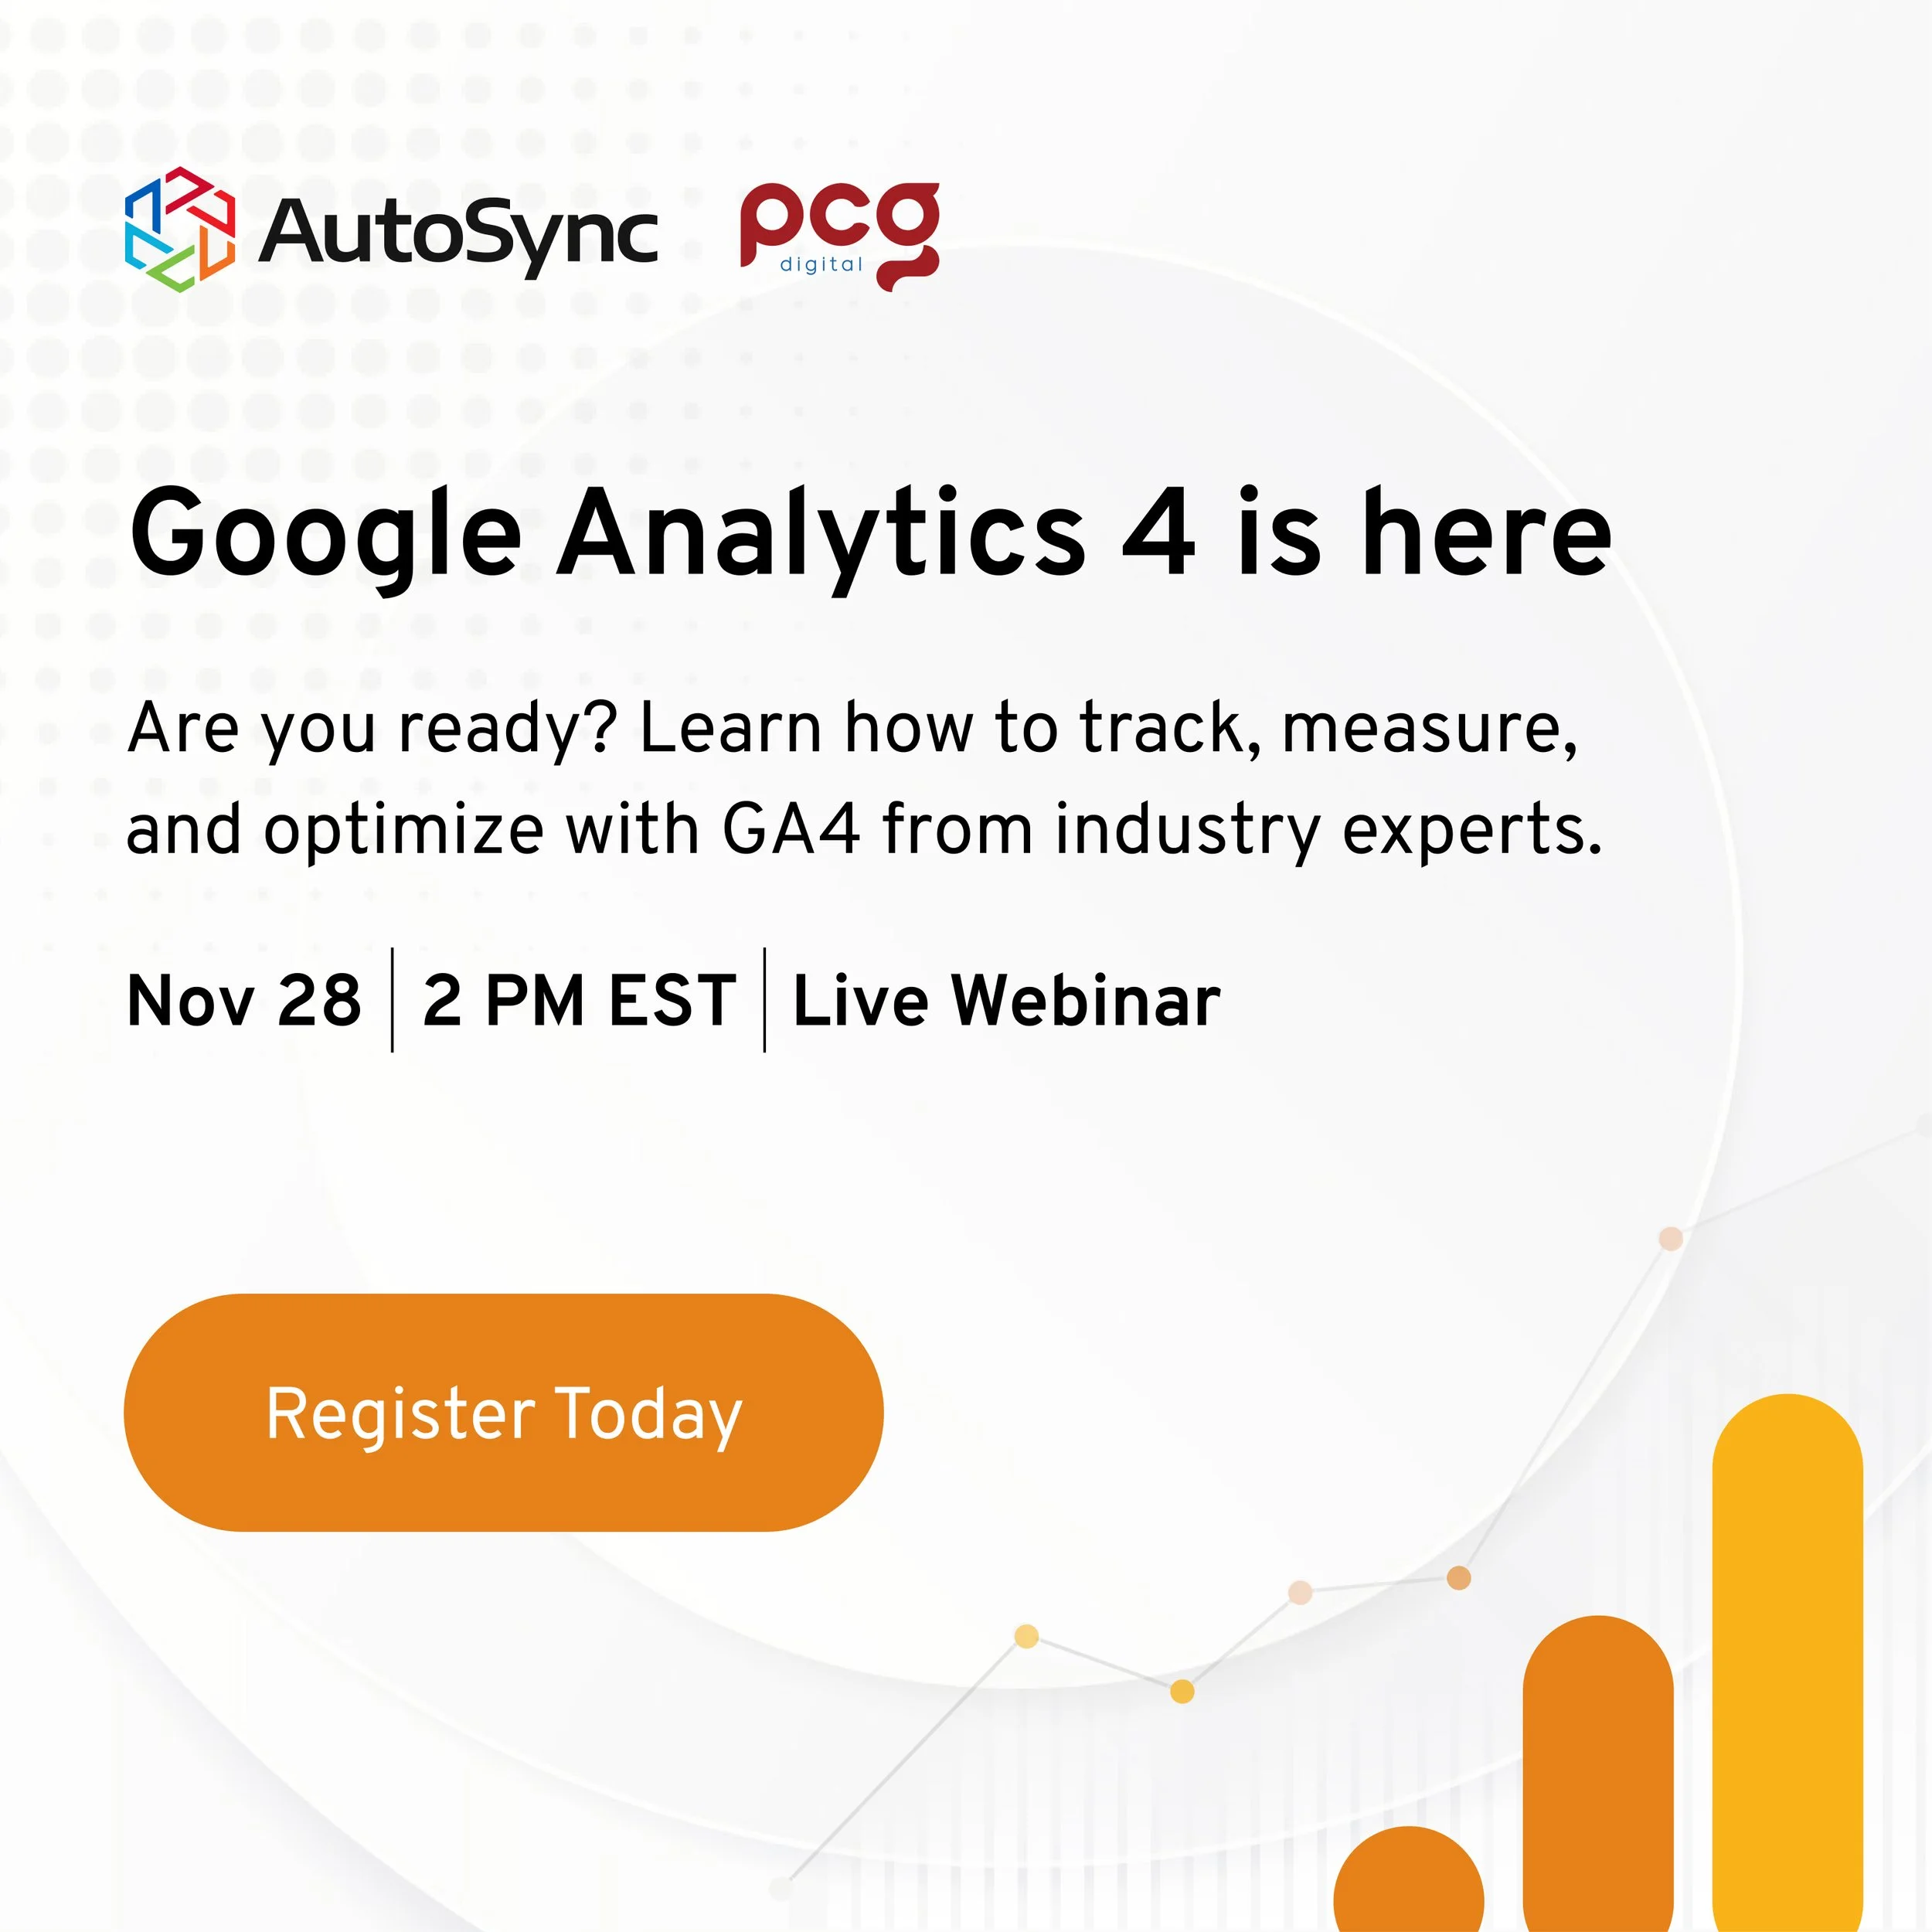 AutoSync
pcg
digital
Google Analytics 4 is here
Are you ready? Learn how to track, measure,
and optimize with GA4 from industry experts.
Nov 28 | 2 PM EST | Live Webinar
Register Today